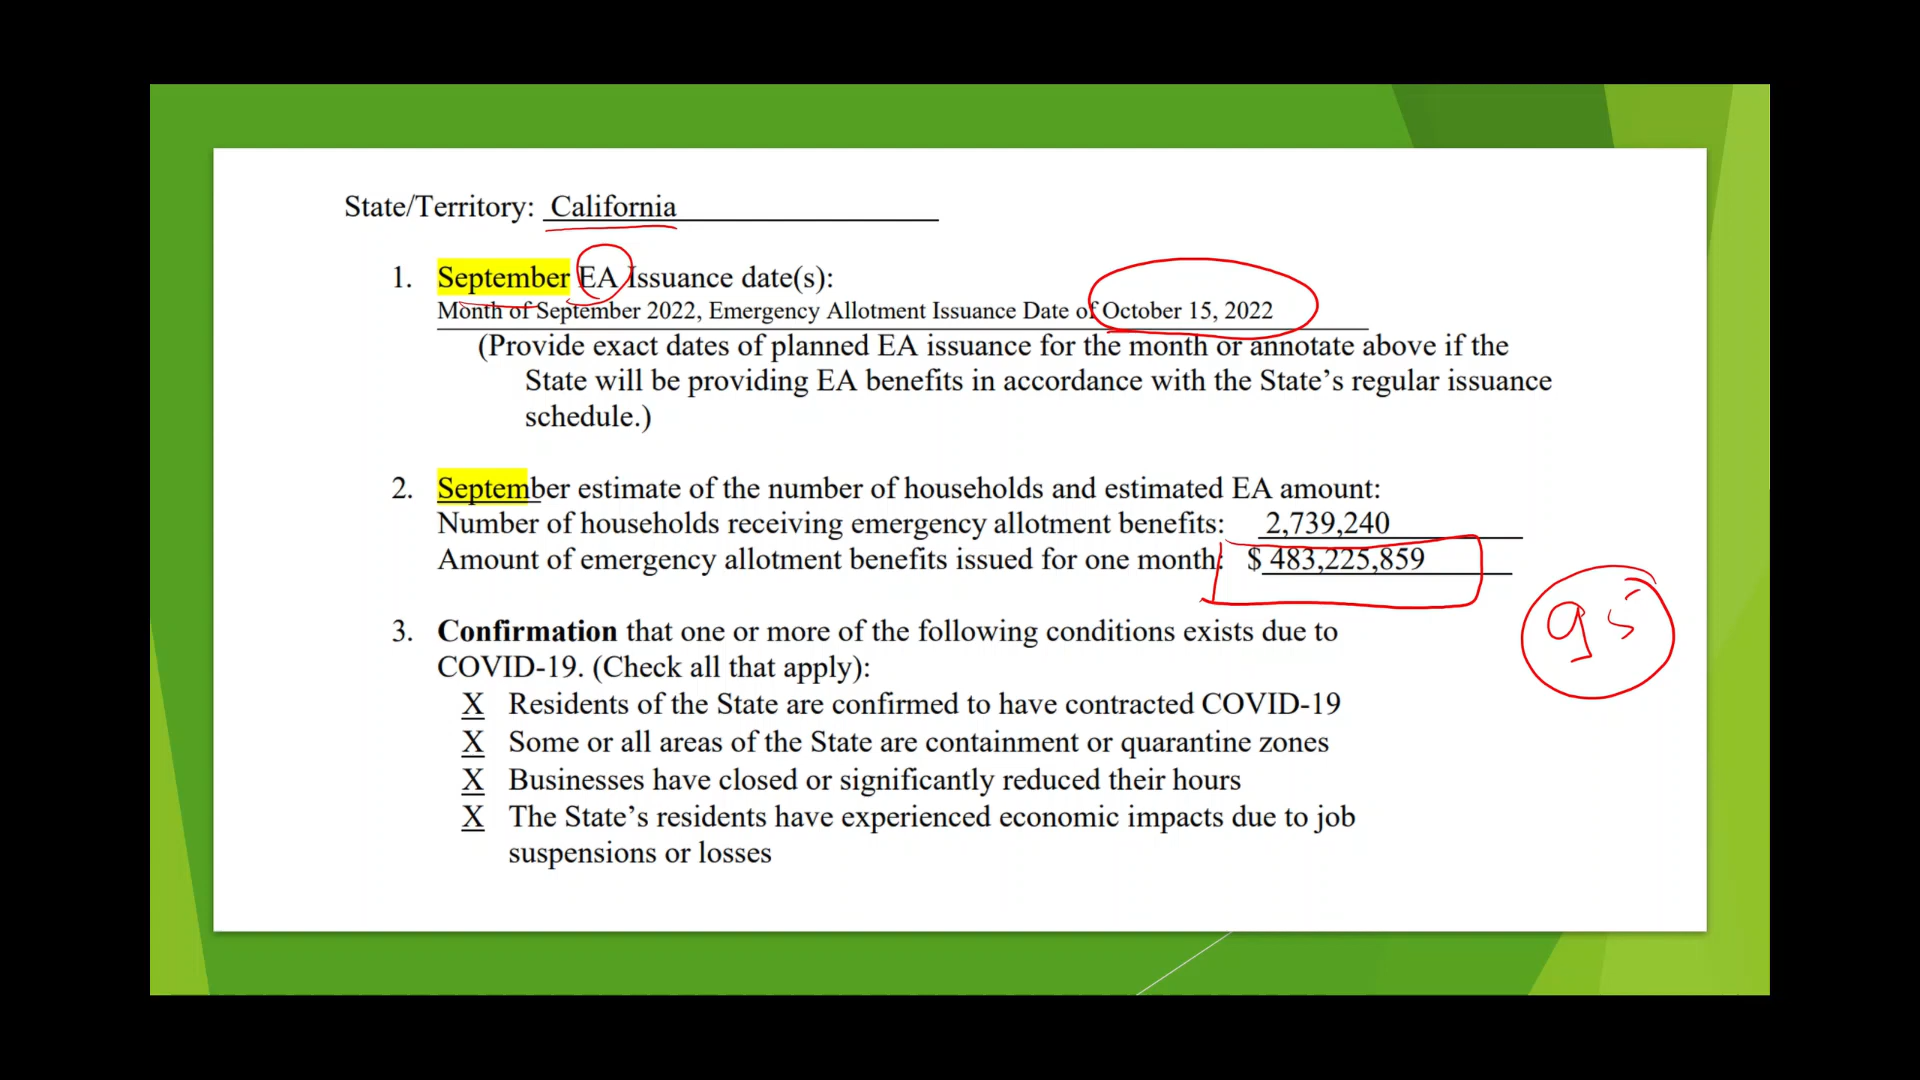 State/Territory: California
1. September EA Issuance date(s):
Month of September 2022, Emergency Allotment Issuance Date of October 15, 2022
(Provide exact dates of planned EA issuance for the month or annotate above if the
State will be providing EA benefits in accordance with the State’s regular issuance
schedule.)
2. September estimate of the number of households and estimated EA amount:
Number of households receiving emergency allotment benefits: 2,739,240
Amount of emergency allotment benefits issued for one month: $ 483,225,859
95
3. Confirmation that one or more of the following conditions exists due to
COVID-19. (Check all that apply):
X Residents of the State are confirmed to have contracted COVID-19
X Some or all areas of the State are containment or quarantine zones
X Businesses have closed or significantly reduced their hours
X The State’s residents have experienced economic impacts due to job
suspensions or losses